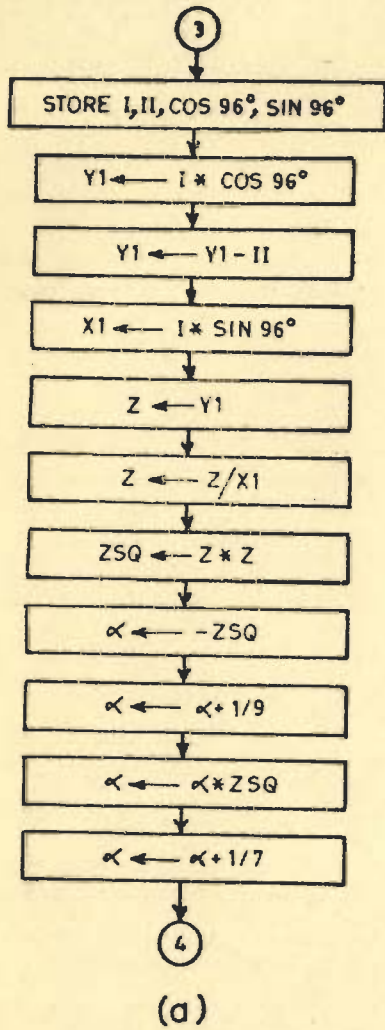 3
STORE I, II, COS 96°, SIN 96°
Y1 ← I * COS 96°
Y1 ← Y1 - II
X1 ← I * SIN 96°
Z ← Y1
Z ← Z/X1
ZSQ ← Z * Z
∝ ← -ZSQ
∝ ← ∝ + 1/9
∝ ← ∝ * ZSQ
∝ ← ∝ + 1/7
4
(a)